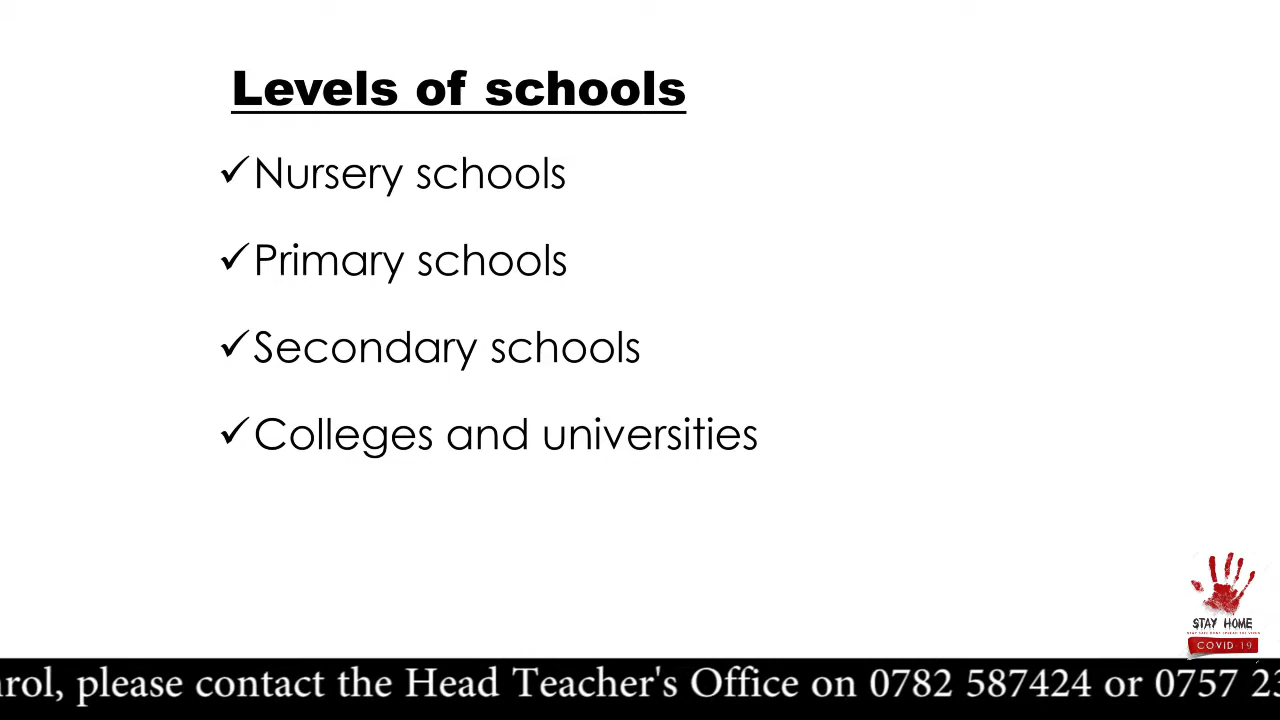 Levels of schools
✓Nursery schools
✓Primary schools
✓Secondary schools
✓Colleges and universities
STAY HOME
COVID-19
please contact the Head Teacher's Office on 0782 587424 or 0757